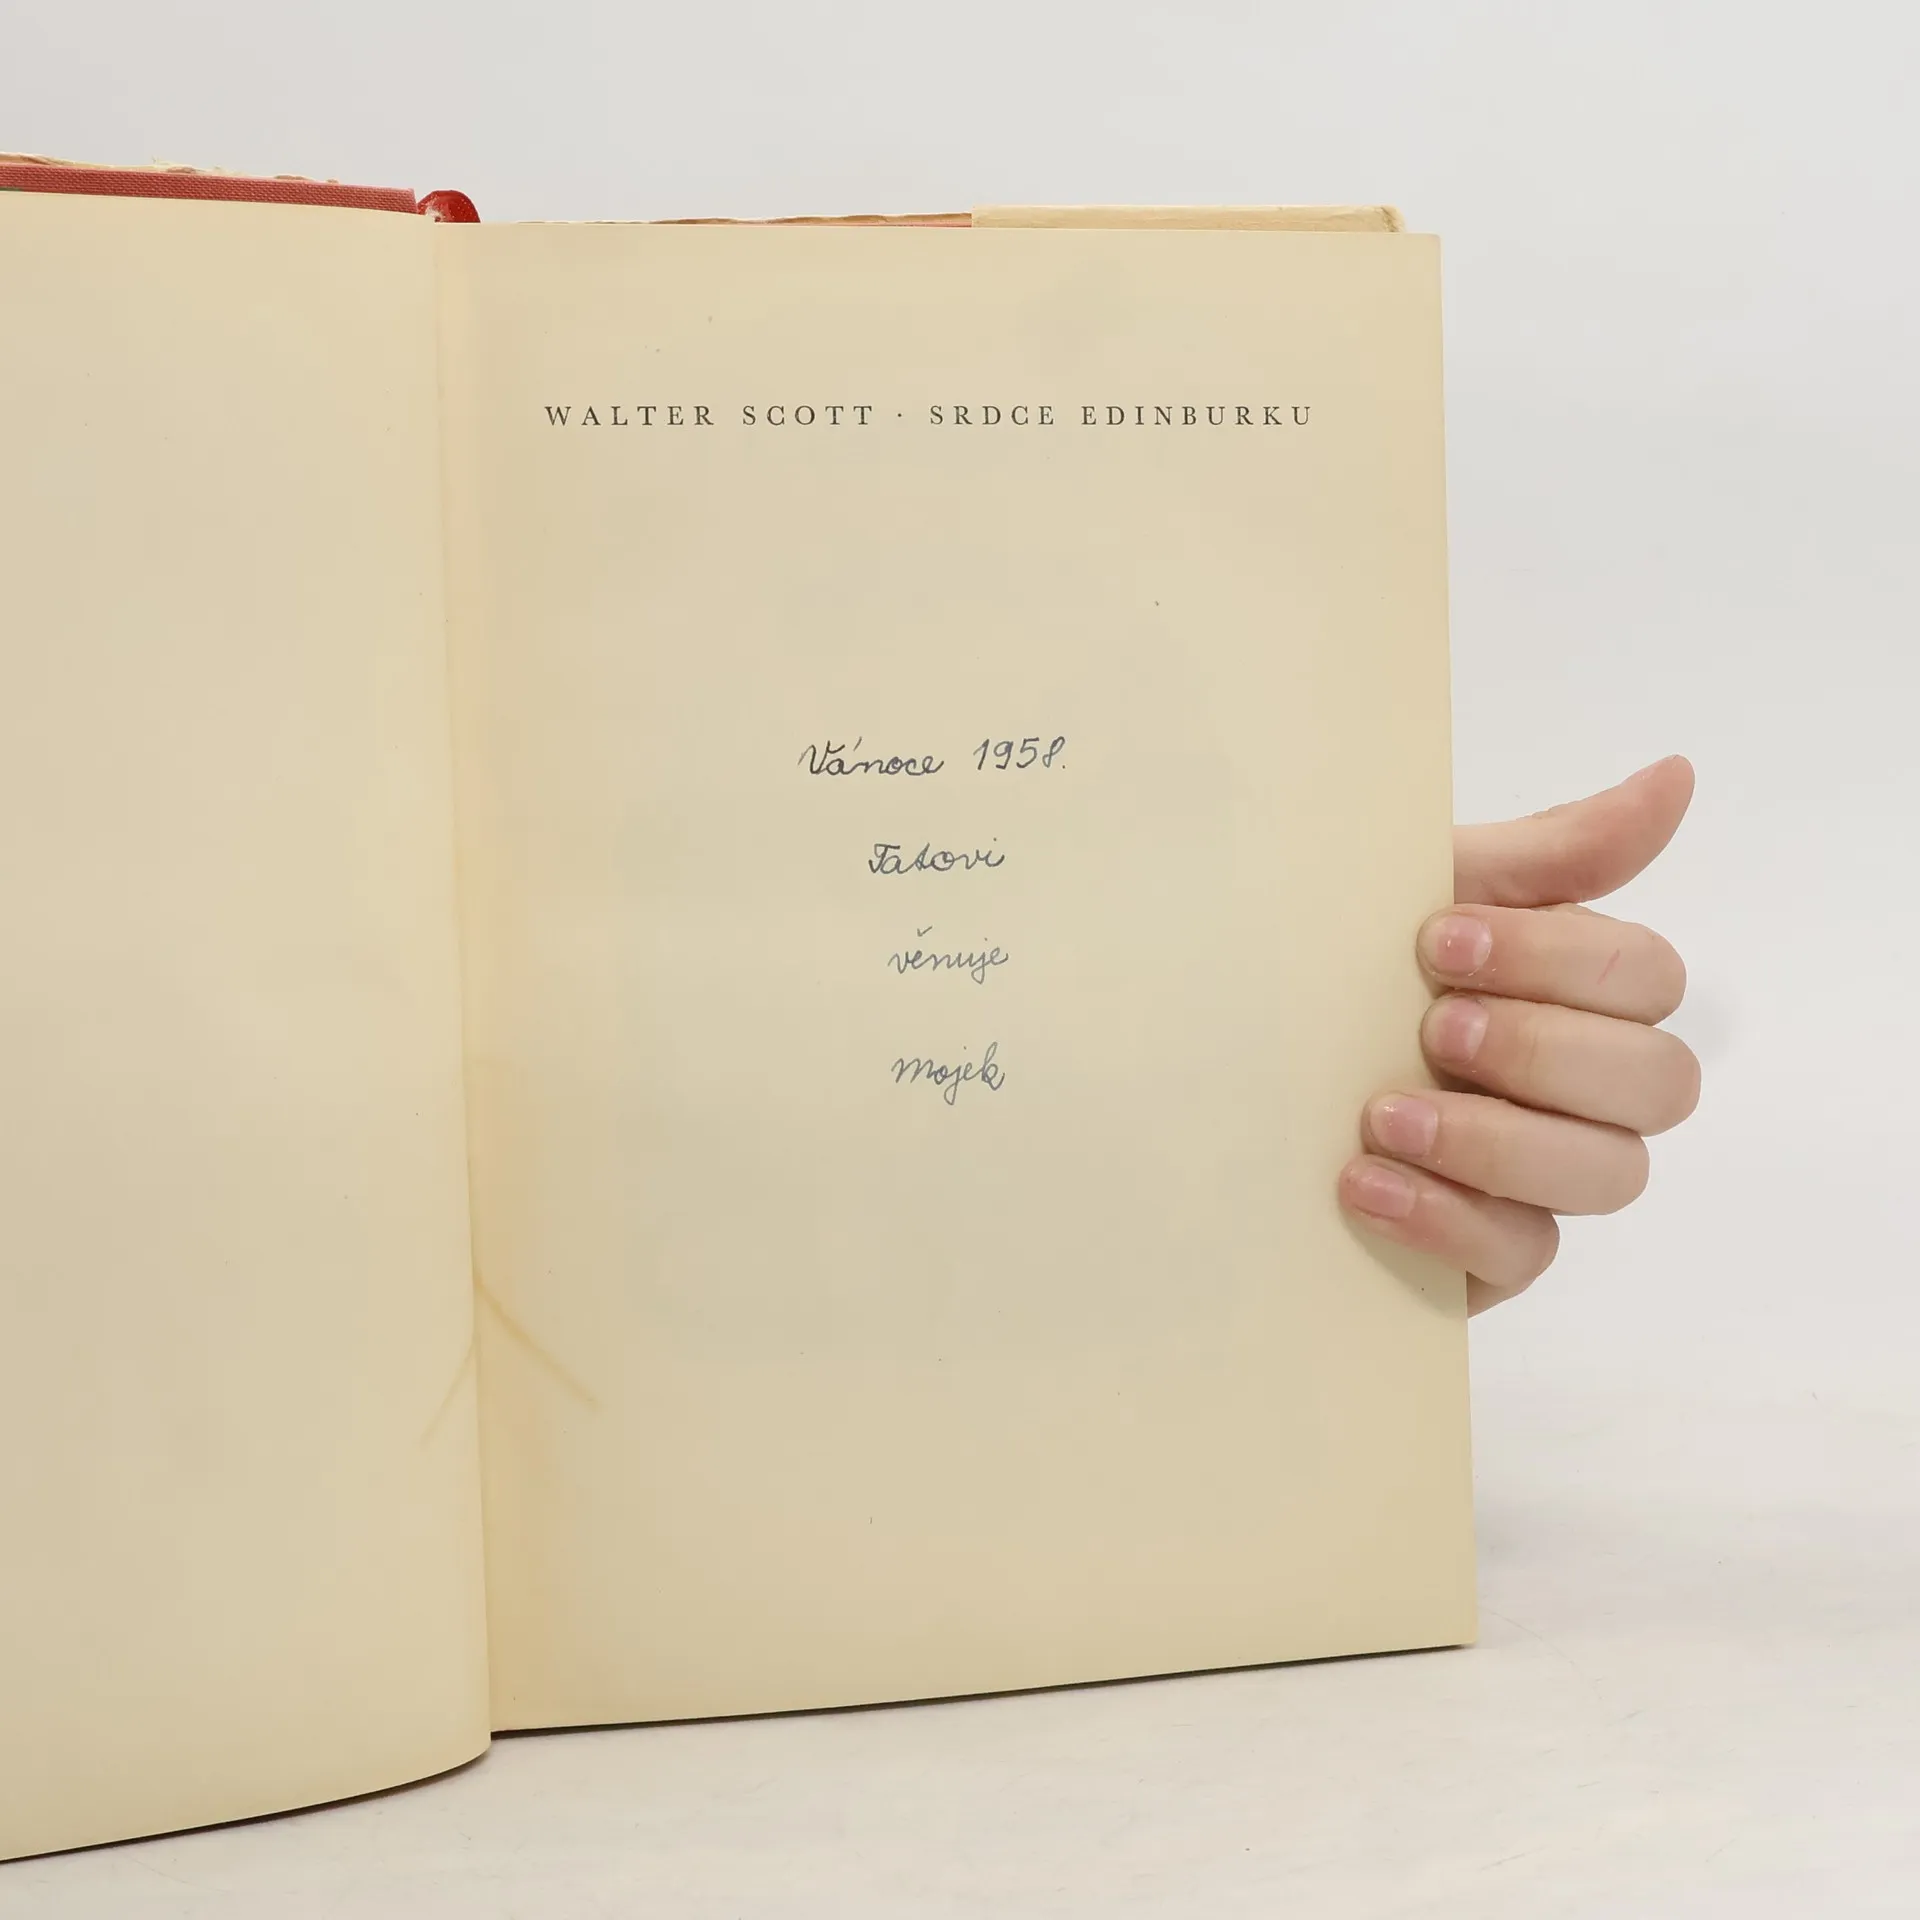 WALTER SCOTT · SRDCE EDINBURKU
Vánoce 1958.
Tatovi
věnuje
Mojek